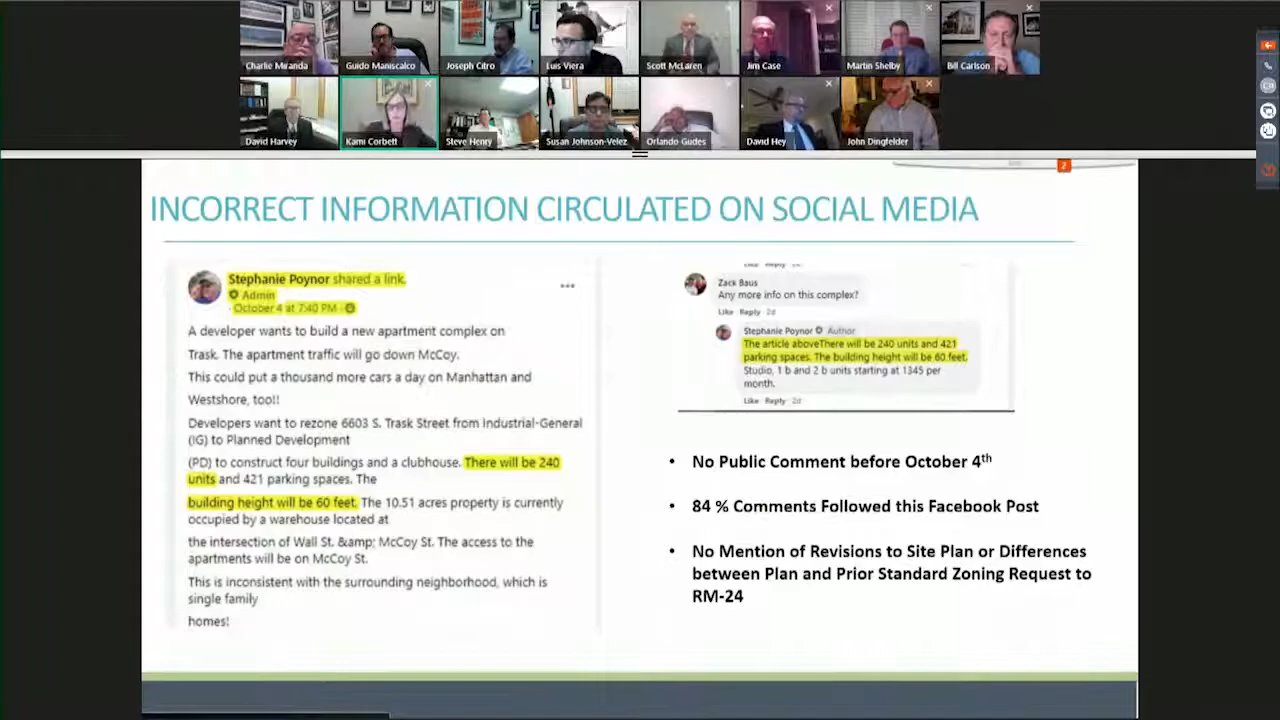 Charlie Miranda
Guido Maniscalco
Joseph Citro
Luis Viera
Scott McLaren
Jim Case
Martin Shelby
Bill Carlson
David Harvey
Kami Corbett
Steve Henry
Susan Johnson-Velez
Orlando Gudes
David Hey
John Dingfelder
2
INCORRECT INFORMATION CIRCULATED ON SOCIAL MEDIA
Stephanie Poynor shared a link.
Admin
· October 4 at 7:40 PM ·
A developer wants to build a new apartment complex on
Trask. The apartment traffic will go down McCoy.
This could put a thousand more cars a day on Manhattan and
Westshore, too!!
Developers want to rezone 6603 S. Trask Street from Industrial-General
(IG) to Planned Development
(PD) to construct four buildings and a clubhouse. There will be 240
units and 421 parking spaces. The
building height will be 60 feet. The 10.51 acres property is currently
occupied by a warehouse located at
the intersection of Wall St. &amp; McCoy St. The access to the
apartments will be on McCoy St.
This is inconsistent with the surrounding neighborhood, which is
single family
homes!
Like Reply
Zack Baus
Any more info on this complex?
Like Reply 2d
Stephanie Poynor Author
The article aboveThere will be 240 units and 421
parking spaces. The building height will be 60 feet.
Studio, 1 b and 2 b units starting at 1345 per
month.
Like Reply 2d
• No Public Comment before October 4th
• 84 % Comments Followed this Facebook Post
• No Mention of Revisions to Site Plan or Differences
between Plan and Prior Standard Zoning Request to
RM-24